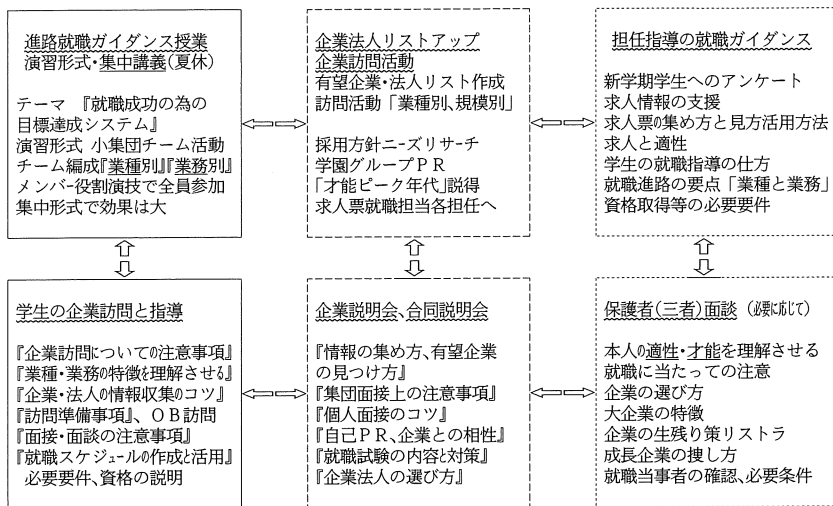 進路就職ガイダンス授業
演習形式・集中講義(夏休)
テーマ 『就職成功の為の
目標達成システム』
演習形式 小集団チーム活動
チーム編成『業種別』『業務別』
メンバー役割演技で全員参加
集中形式で効果は大
企業法人リストアップ
企業訪問活動
有望企業・法人リスト作成
訪問活動「業種別、規模別」
採用方針ニーズリサーチ
学園グループPR
「才能ピーク年代」説得
求人票就職担当各担任へ
担任指導の就職ガイダンス
新学期学生へのアンケート
求人情報の支援
求人票の集め方と見方活用方法
求人と適性
学生の就職指導の仕方
就職進路の要点「業種と業務」
資格取得等の必要要件
学生の企業訪問と指導
『企業訪問についての注意事項』
『業種・業務の特徴を理解させる』
『企業・法人の情報収集のコツ』
『訪問準備事項』、OB訪問
『面接・面談の注意事項』
『就職スケジュールの作成と活用』
必要要件、資格の説明
企業説明会、合同説明会
『情報の集め方、有望企業
の見つけ方』
『集団面接上の注意事項』
『個人面接のコツ』
『自己PR、企業との相性』
『就職試験の内容と対策』
『企業法人の選び方』
保護者(三者)面談 (必要に応じて)
本人の適性・才能を理解させる
就職に当たっての注意
企業の選び方
大企業の特徴
企業の生残り策リストラ
成長企業の捜し方
就職当事者の確認、必要条件